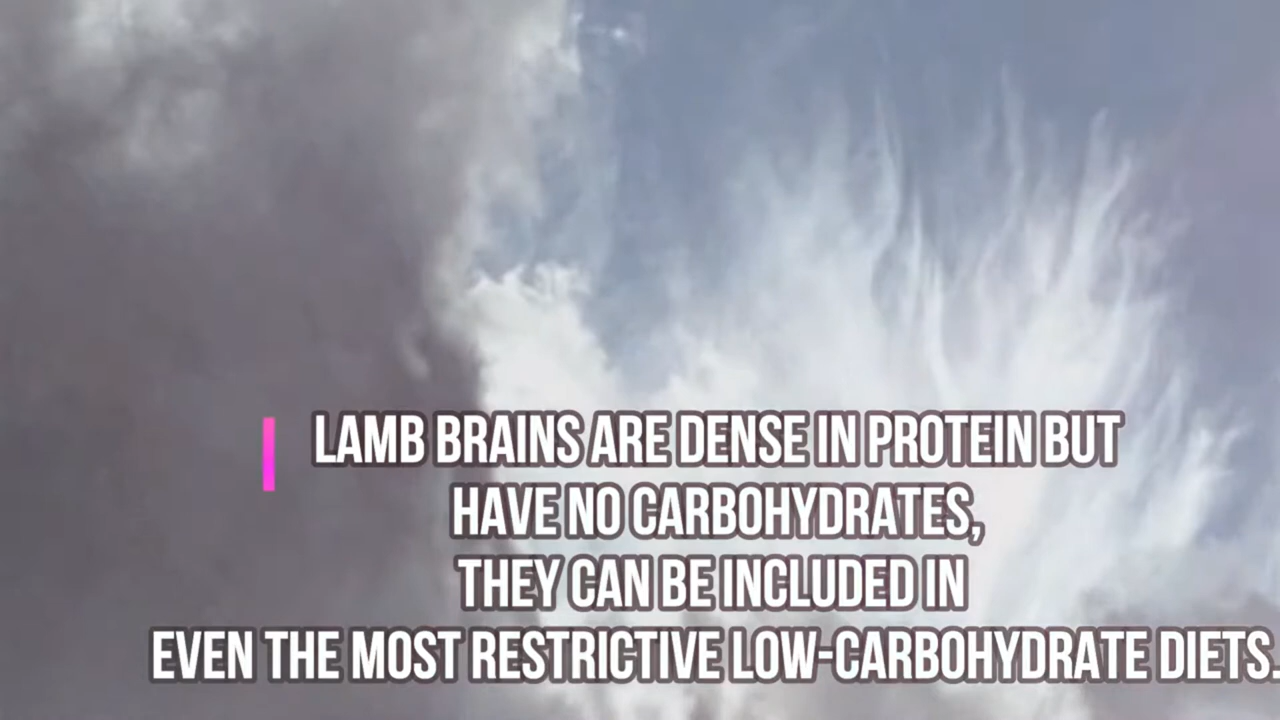 LAMB BRAINS ARE DENSE IN PROTEIN BUT
HAVE NO CARBOHYDRATES,
THEY CAN BE INCLUDED IN
EVEN THE MOST RESTRICTIVE LOW-CARBOHYDRATE DIETS.